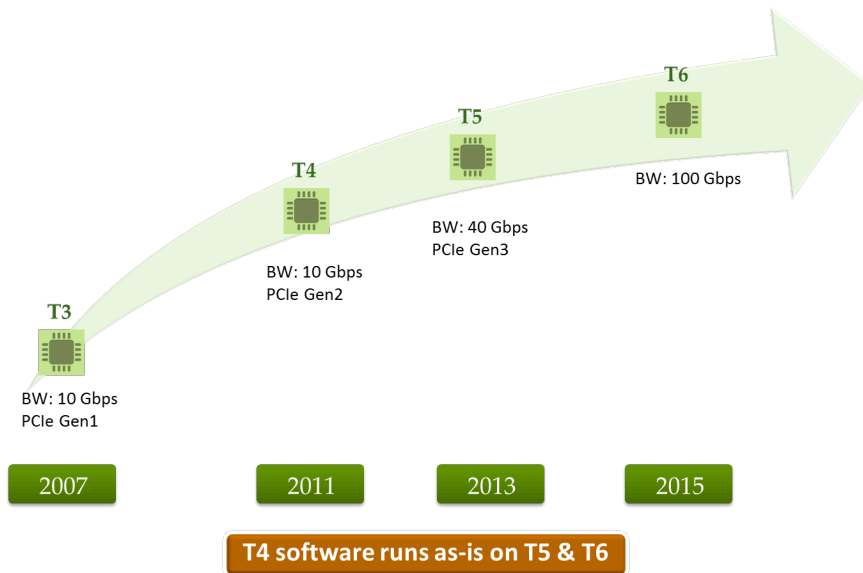 T6
T5
BW: 100 Gbps
T4
BW: 40 Gbps
PCIe Gen3
BW: 10 Gbps
PCIe Gen2
T3
BW: 10 Gbps
PCIe Gen1
2007
2011
2013
2015
T4 software runs as-is on T5 & T6